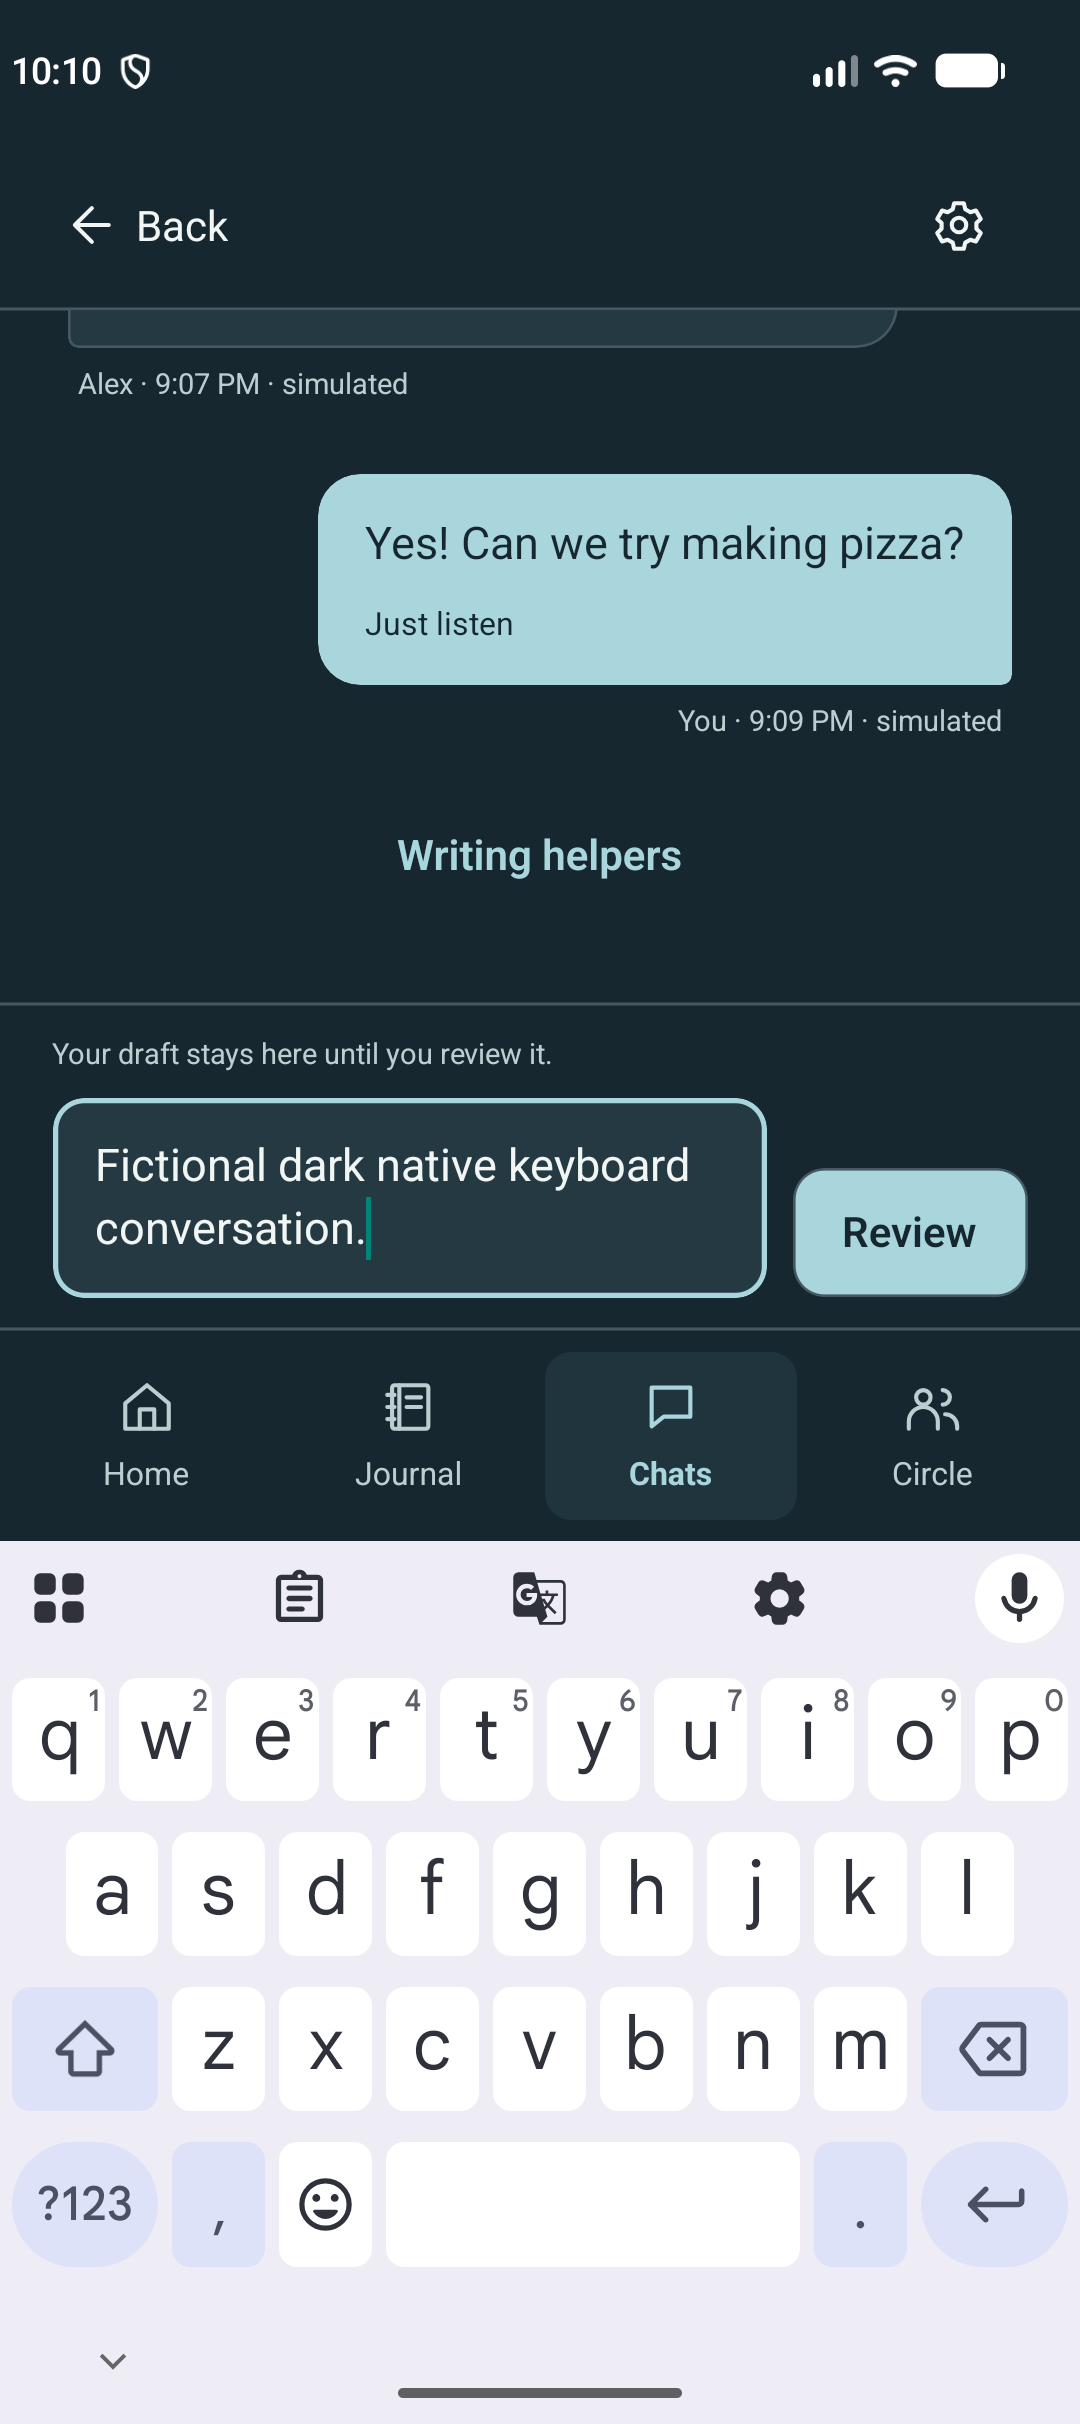 10:10
Back
Alex · 9:07 PM · simulated
Yes! Can we try making pizza?
Just listen
You · 9:09 PM · simulated
Writing helpers
Your draft stays here until you review it.
Fictional dark native keyboard
conversation.
Review
Home Journal Chats Circle
G 文
q 1 w 2 e 3 r 4 t 5 y 6 u 7 i 8 o 9 p 0
a s d f g h j k l
z x c v b n m
?123 , .